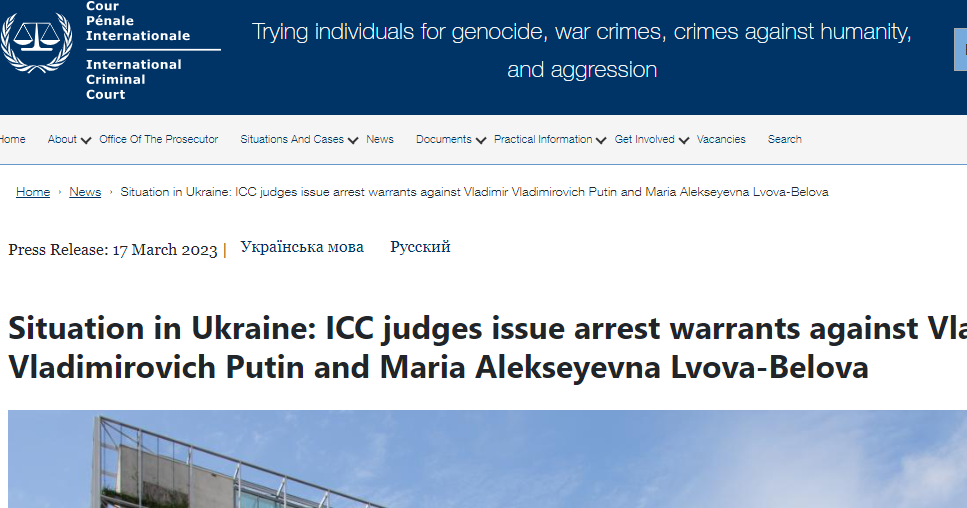 Cour
Pénale
Internationale
International
Criminal
Court
Trying individuals for genocide, war crimes, crimes against humanity,
and aggression
Home About Office Of The Prosecutor Situations And Cases News Documents Practical Information Get Involved Vacancies Search
Home › News › Situation in Ukraine: ICC judges issue arrest warrants against Vladimir Vladimirovich Putin and Maria Alekseyevna Lvova-Belova
Press Release: 17 March 2023 | Українська мова Русский
Situation in Ukraine: ICC judges issue arrest warrants against Vla
Vladimirovich Putin and Maria Alekseyevna Lvova-Belova